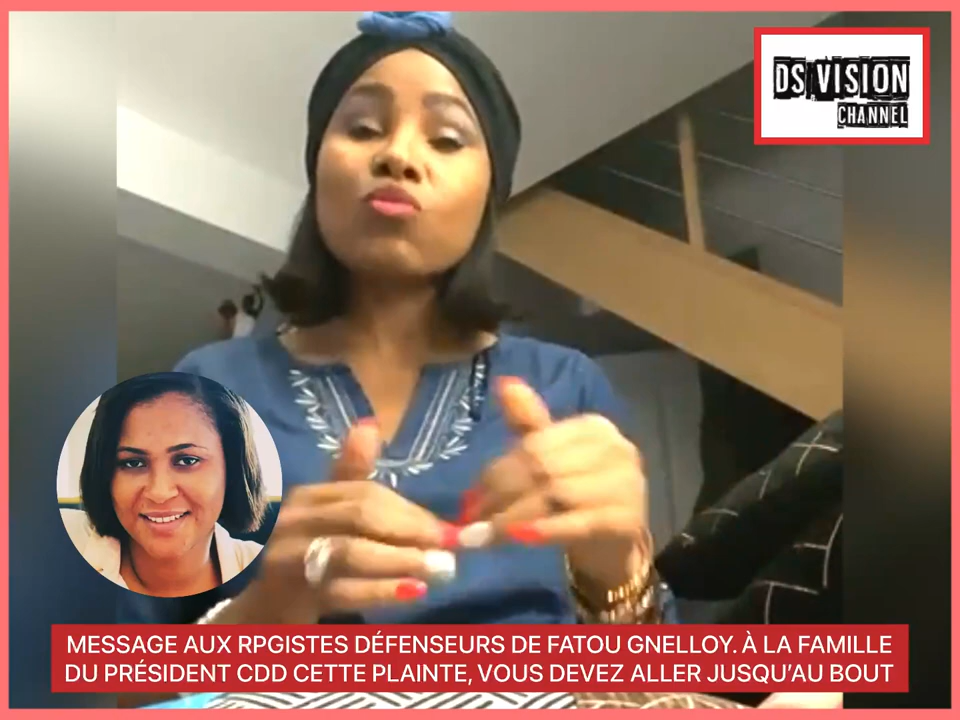 DS VISION
CHANNEL
MESSAGE AUX RPGISTES DÉFENSEURS DE FATOU GNELLOY. À LA FAMILLE
DU PRÉSIDENT CDD CETTE PLAINTE, VOUS DEVEZ ALLER JUSQU’AU BOUT